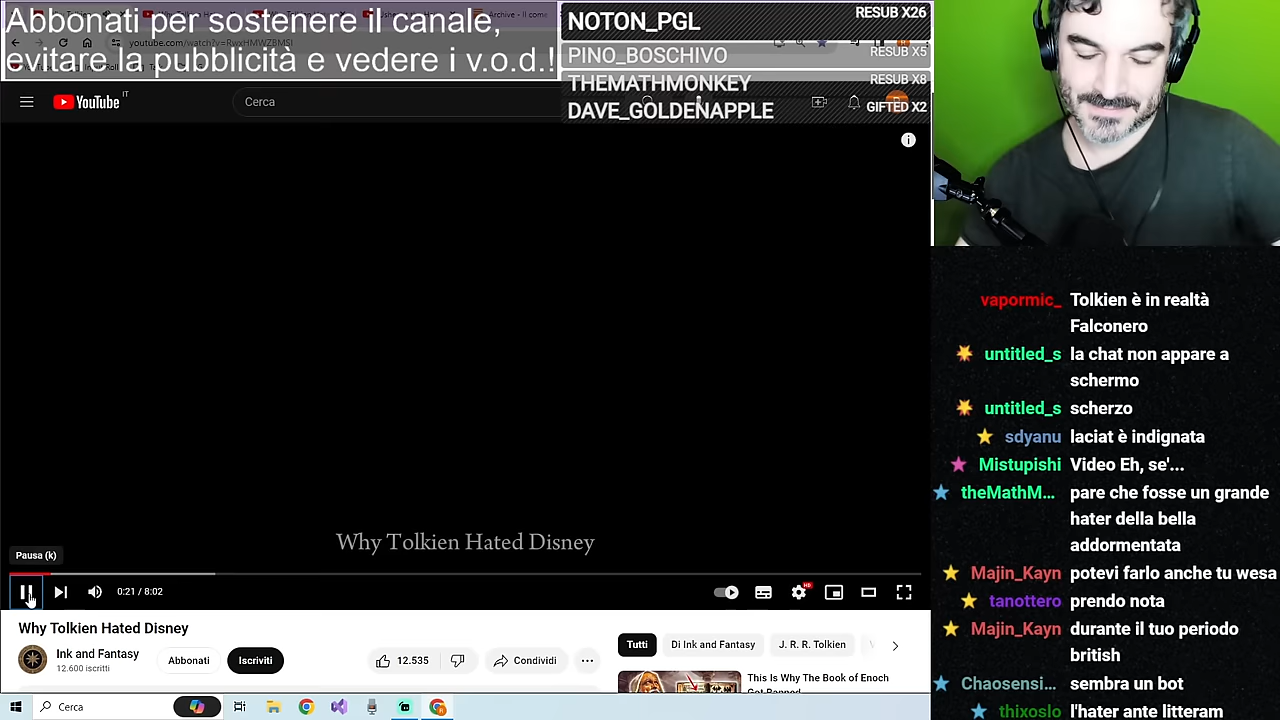 Abbonati per sostenere il canale,
evitare la pubblicità e vedere i v.o.d.!
NOTON_PGL RESUB X26
PINO_BOSCHIVO RESUB X5
THEMATHMONKEY RESUB X8
DAVE_GOLDENAPPLE GIFTED X2
YouTube IT
Cerca
Why Tolkien Hated Disney
Pausa (k)
0:21 / 8:02
HD
Why Tolkien Hated Disney
Ink and Fantasy
12.600 iscritti
Abbonati
Iscriviti
12.535
Condividi
Tutti
Di Ink and Fantasy
J. R. R. Tolkien
This Is Why The Book of Enoch
Got Banned
Cerca
vapormic_ Tolkien è in realtà
Falconero
untitled_s la chat non appare a
schermo
untitled_s scherzo
sdyanu laciat è indignata
Mistupishi Video Eh, se'...
theMathM... pare che fosse un grande
hater della bella
addormentata
Majin_Kayn potevi farlo anche tu wesa
tanottero prendo nota
Majin_Kayn durante il tuo periodo
british
Chaosensi... sembra un bot
thixoslo l'hater ante litteram